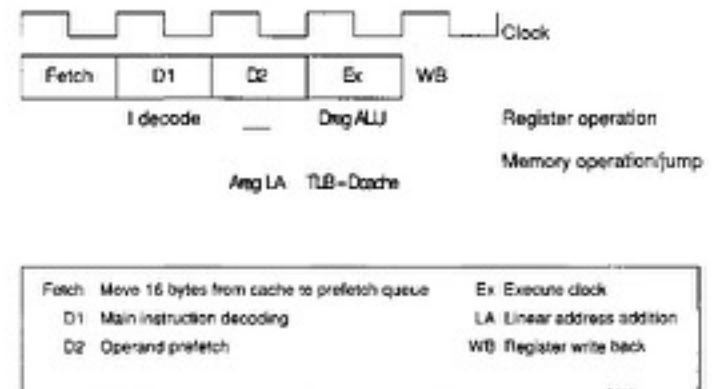 Clock
Fetch D1 D2 Ex WB
I decode Dreg ALU Register operation
Memory operation/jump
Areg LA TLB-Dcache
Fetch Move 16 bytes from cache to prefetch queue Ex Execute clock
D1 Main instruction decoding LA Linear address addition
D2 Operand prefetch WB Register write back